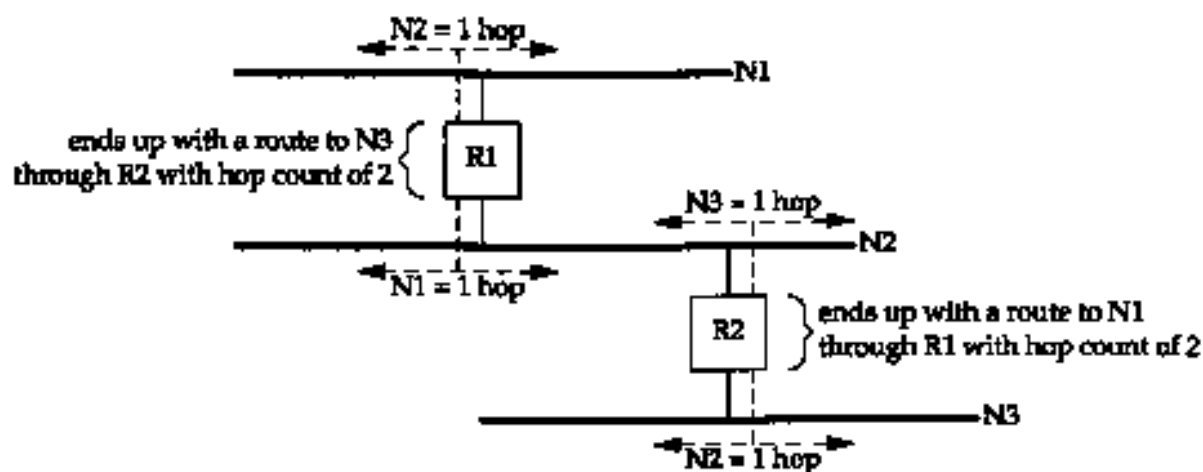 N2 = 1 hop
N1
ends up with a route to N3
through R2 with hop count of 2
R1
N3 = 1 hop
N2
N1 = 1 hop
R2
ends up with a route to N1
through R1 with hop count of 2
N3
N2 = 1 hop